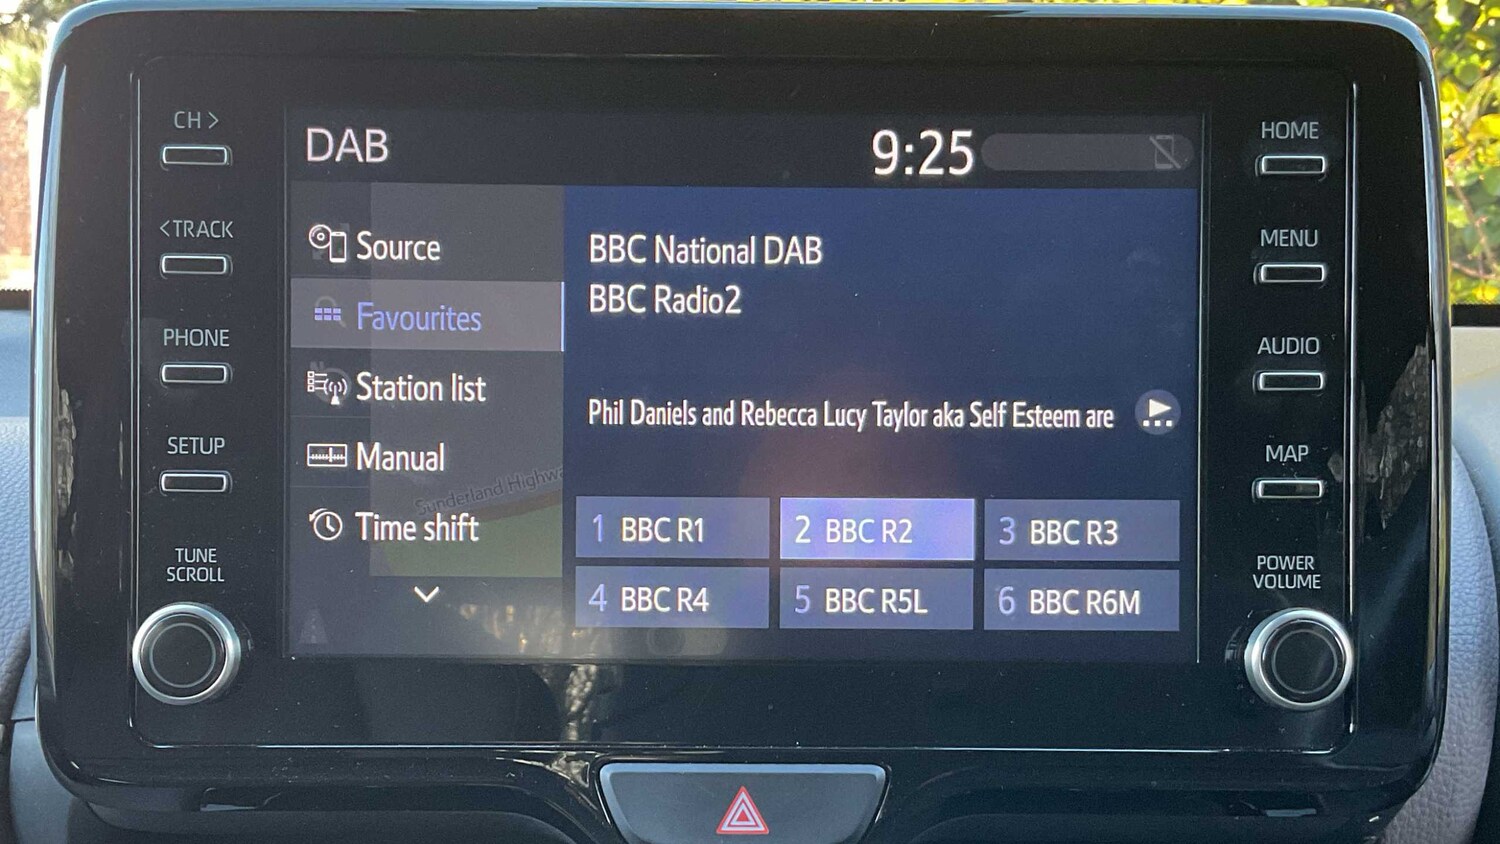 CH >
<TRACK
PHONE
SETUP
TUNE
SCROLL
DAB
9:25
Source
Favourites
Station list
Manual
Time shift
Sunderland Highwa
BBC National DAB
BBC Radio2
Phil Daniels and Rebecca Lucy Taylor aka Self Esteem are
1 BBC R1
2 BBC R2
3 BBC R3
4 BBC R4
5 BBC R5L
6 BBC R6M
HOME
MENU
AUDIO
MAP
POWER
VOLUME